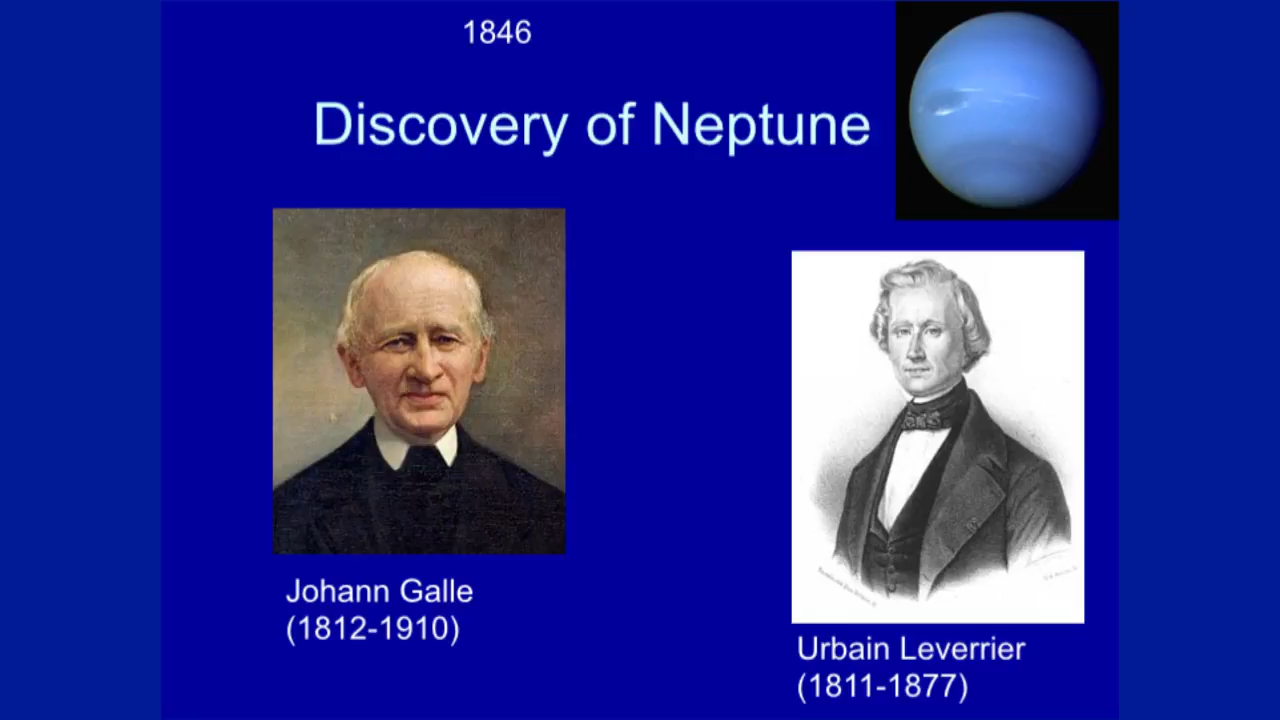 1846
Discovery of Neptune
Johann Galle
(1812-1910)
Urbain Leverrier
(1811-1877)